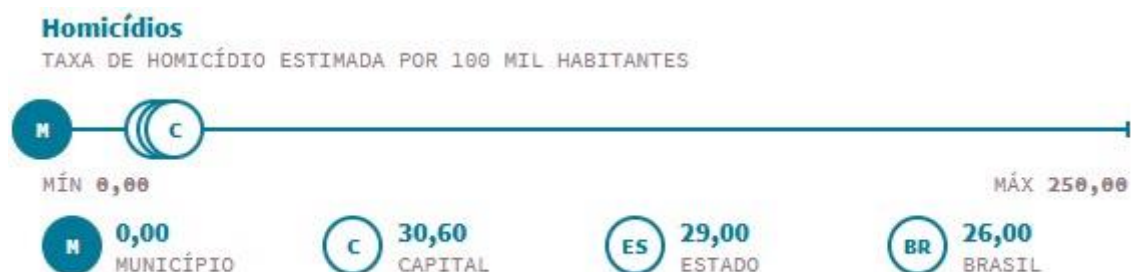 Homicídios
TAXA DE HOMICÍDIO ESTIMADA POR 100 MIL HABITANTES
M C
MÍN 0,00 MÁX 250,00
M 0,00 C 30,60 ES 29,00 BR 26,00
MUNICÍPIO CAPITAL ESTADO BRASIL